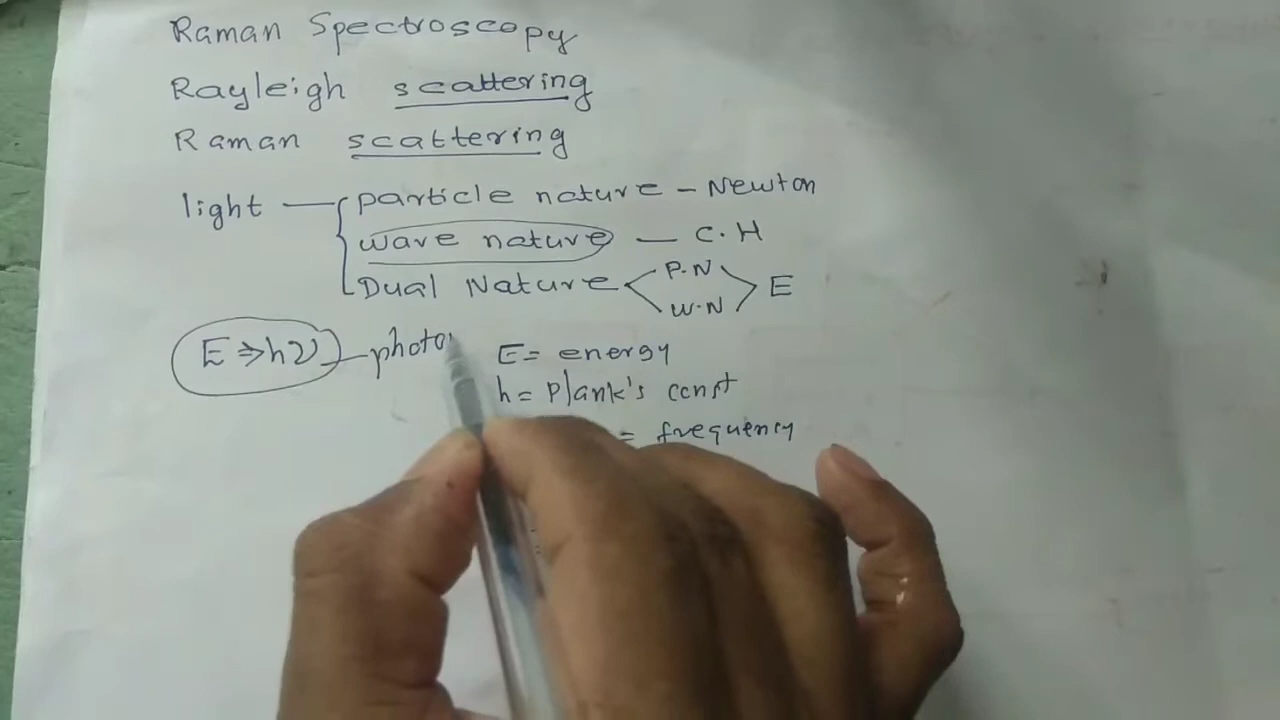 Raman Spectroscopy
Rayleigh scattering
Raman scattering
light — particle nature - Newton
wave nature — C.H
Dual Nature P.N W.N E
E⇒hν — photo
E= energy
h= Plank's const
= frequency